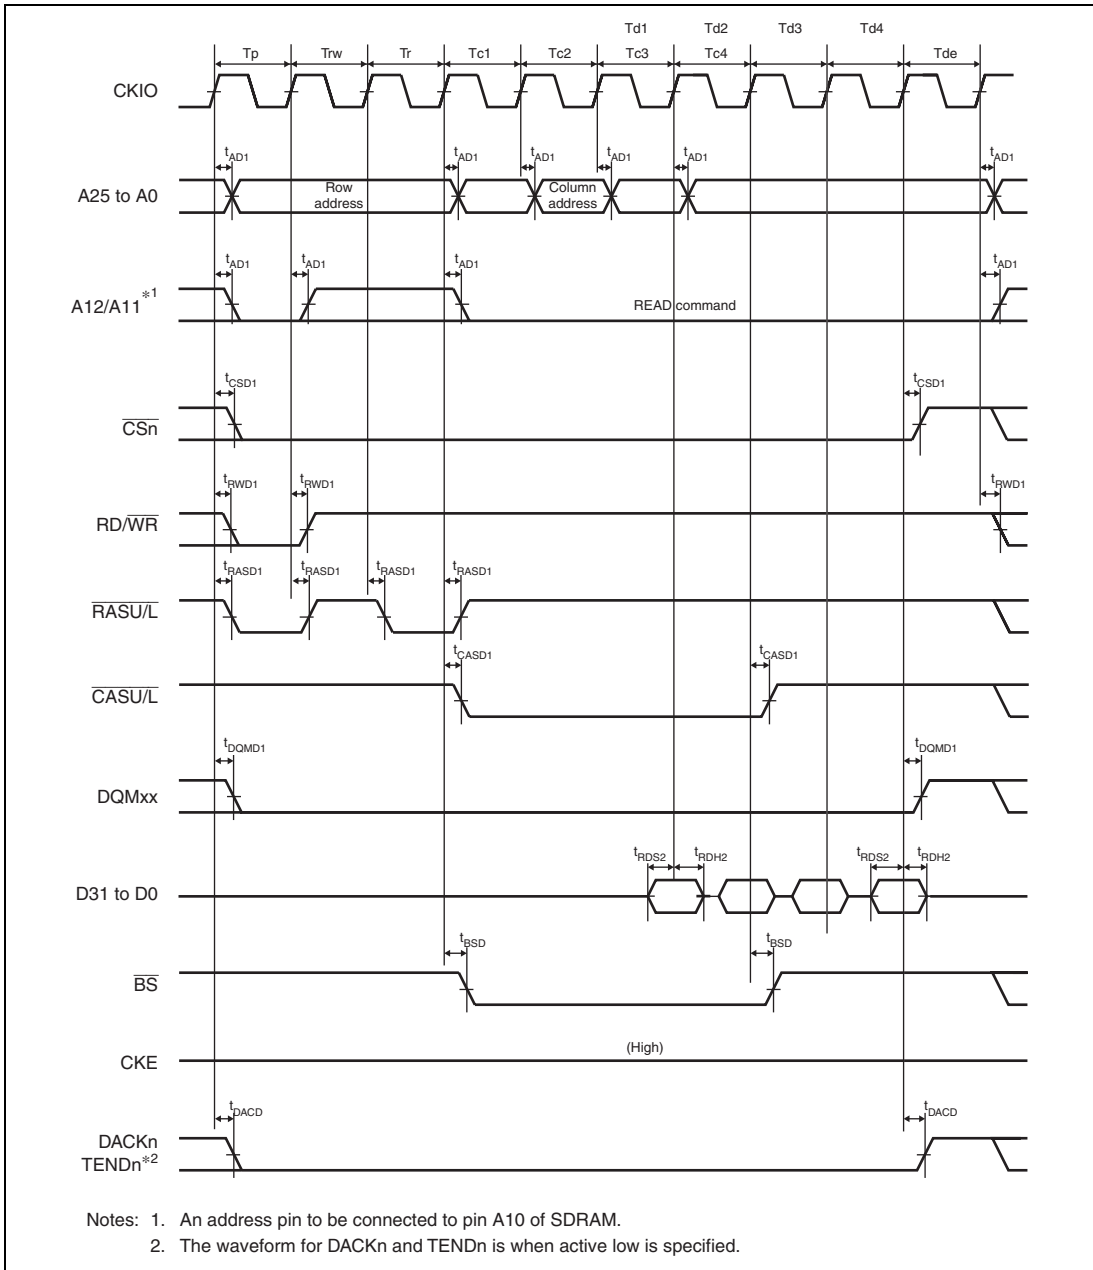 Td1 Td2 Td3 Td4
Tp Trw Tr Tc1 Tc2 Tc3 Tc4 Tde
CKIO
tAD1 tAD1 tAD1 tAD1 tAD1 tAD1
A25 to A0
Row address
Column address
tAD1 tAD1 tAD1 tAD1
A12/A11*1
READ command
tCSD1 tCSD1
CSn
tRWD1 tRWD1 tRWD1
RD/WR
tRASD1 tRASD1 tRASD1 tRASD1
RASU/L
tCASD1 tCASD1
CASU/L
tDQMD1 tDQMD1
DQMxx
tRDS2 tRDH2 tRDS2 tRDH2
D31 to D0
tBSD tBSD
BS
(High)
CKE
tDACD tDACD
DACKn
TENDn*2
Notes: 1. An address pin to be connected to pin A10 of SDRAM.
2. The waveform for DACKn and TENDn is when active low is specified.